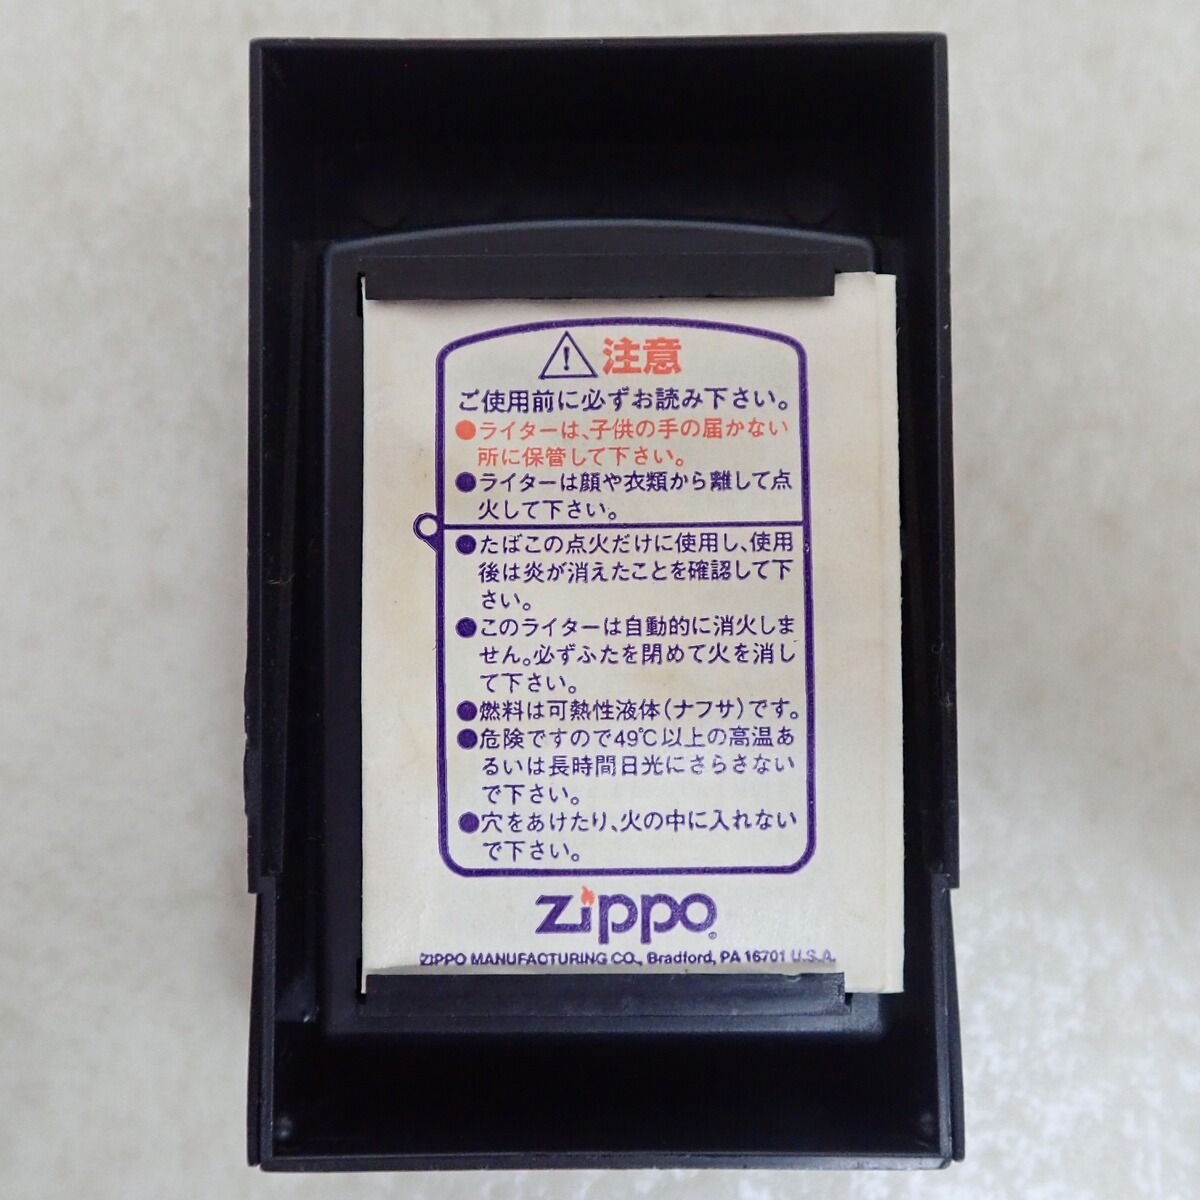 注意
ご使用前に必ずお読み下さい。
●ライターは、子供の手の届かない
所に保管して下さい。
●ライターは顔や衣類から離して点
火して下さい。
●たばこの点火だけに使用し、使用
後は炎が消えたことを確認して下
さい。
●このライターは自動的に消火しま
せん。必ずふたを閉めて火を消し
て下さい。
●燃料は可熱性液体(ナフサ)です。
●危険ですので49℃以上の高温あ
るいは長時間日光にさらさない
で下さい。
●穴をあけたり、火の中に入れない
で下さい。
zippo®
ZIPPO MANUFACTURING CO., Bradford, PA 16701 U.S.A.